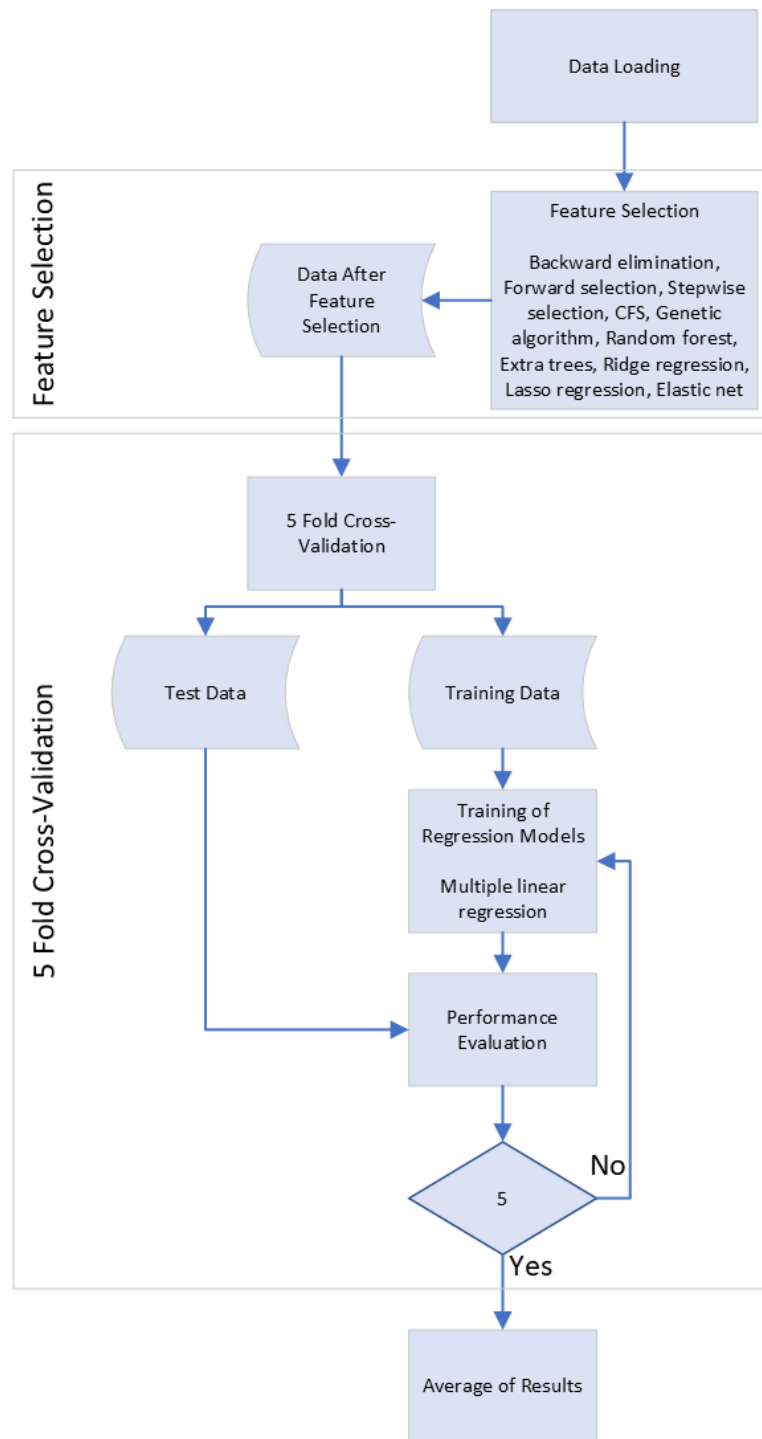 Data Loading
Feature Selection
Feature Selection
Backward elimination,
Forward selection, Stepwise
selection, CFS, Genetic
algorithm, Random forest,
Extra trees, Ridge regression,
Lasso regression, Elastic net
Data After
Feature
Selection
5 Fold Cross-Validation
5 Fold Cross-
Validation
Test Data
Training Data
Training of
Regression Models
Multiple linear
regression
Performance
Evaluation
5
No
Yes
Average of Results